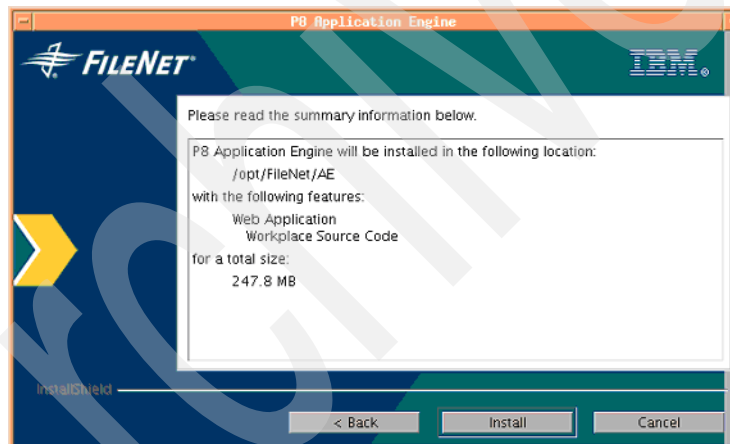 P8 Application Engine
FILENET
IBM
Please read the summary information below.
P8 Application Engine will be installed in the following location:
/opt/FileNet/AE
with the following features:
Web Application
Workplace Source Code
for a total size:
247.8 MB
InstallShield
< Back Install Cancel